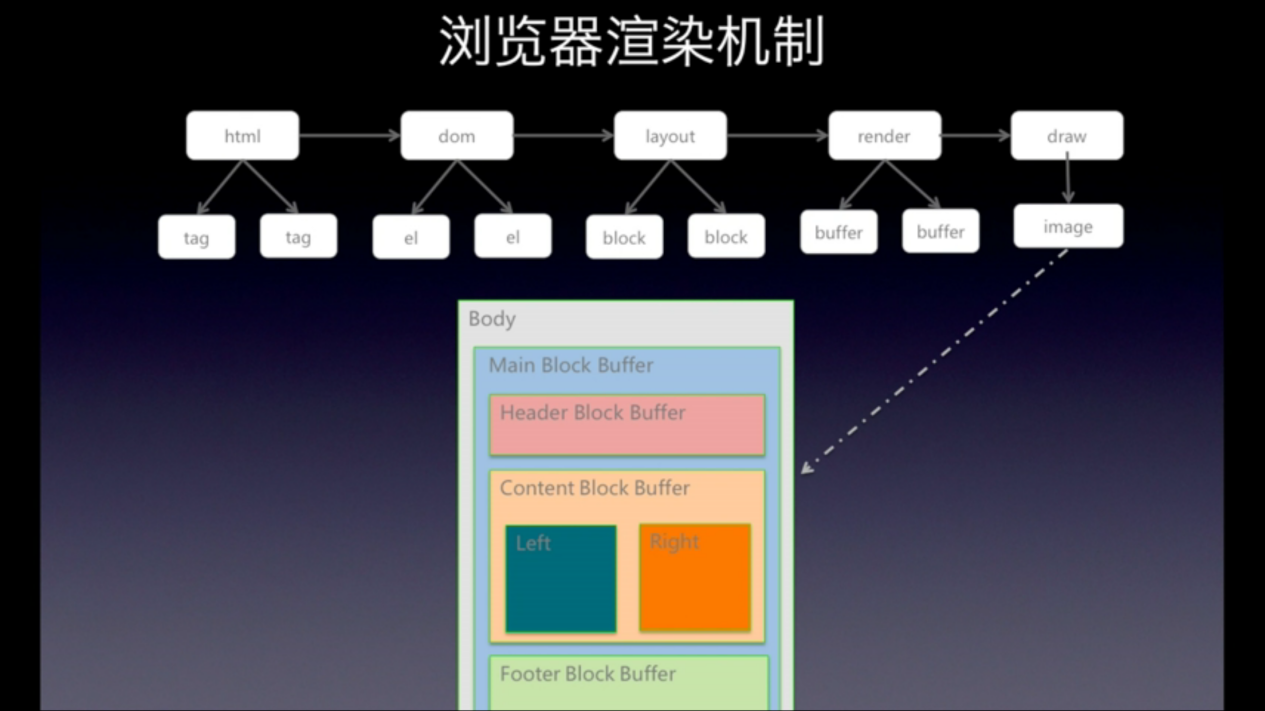 浏览器渲染机制
html
dom
layout
render
draw
tag
tag
el
el
block
block
buffer
buffer
image
Body
Main Block Buffer
Header Block Buffer
Content Block Buffer
Left
Right
Footer Block Buffer